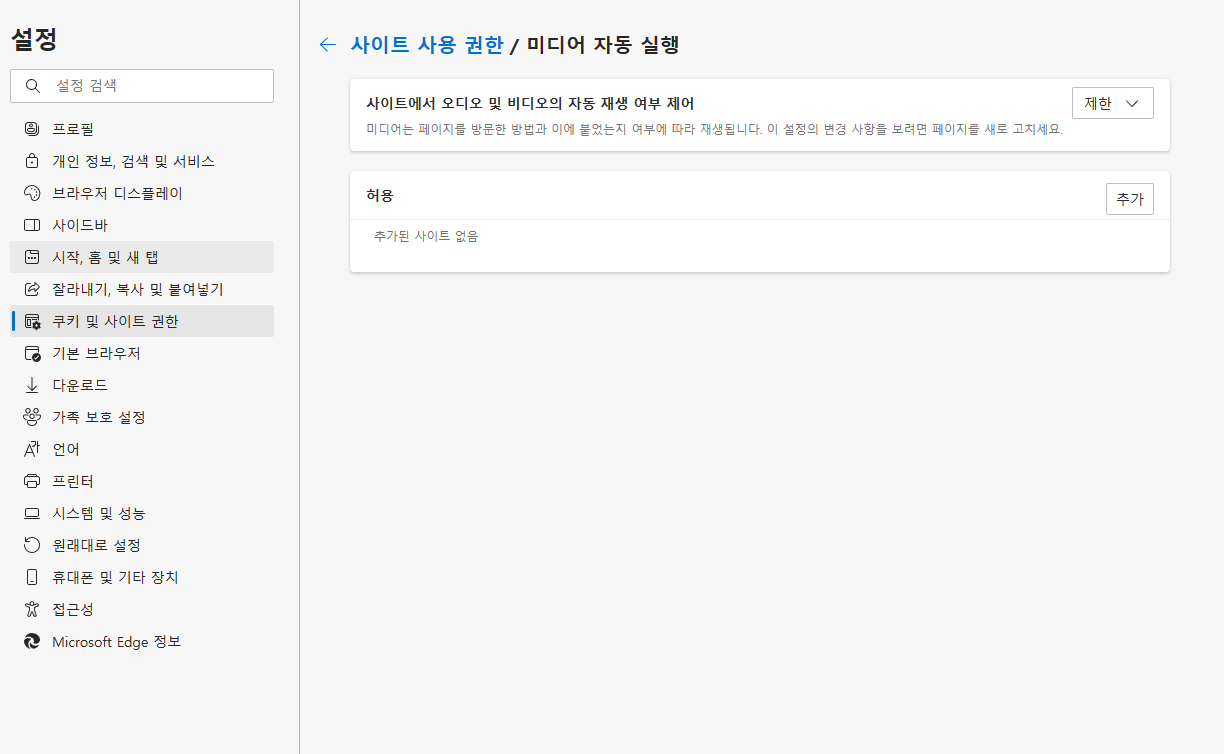 설정
설정 검색
프로필
개인 정보, 검색 및 서비스
브라우저 디스플레이
사이드바
시작, 홈 및 새 탭
잘라내기, 복사 및 붙여넣기
쿠키 및 사이트 권한
기본 브라우저
다운로드
가족 보호 설정
언어
프린터
시스템 및 성능
원래대로 설정
휴대폰 및 기타 장치
접근성
Microsoft Edge 정보
사이트 사용 권한 / 미디어 자동 실행
사이트에서 오디오 및 비디오의 자동 재생 여부 제어
제한
미디어는 페이지를 방문한 방법과 이에 붙었는지 여부에 따라 재생됩니다. 이 설정의 변경 사항을 보려면 페이지를 새로 고치세요.
허용
추가
추가된 사이트 없음